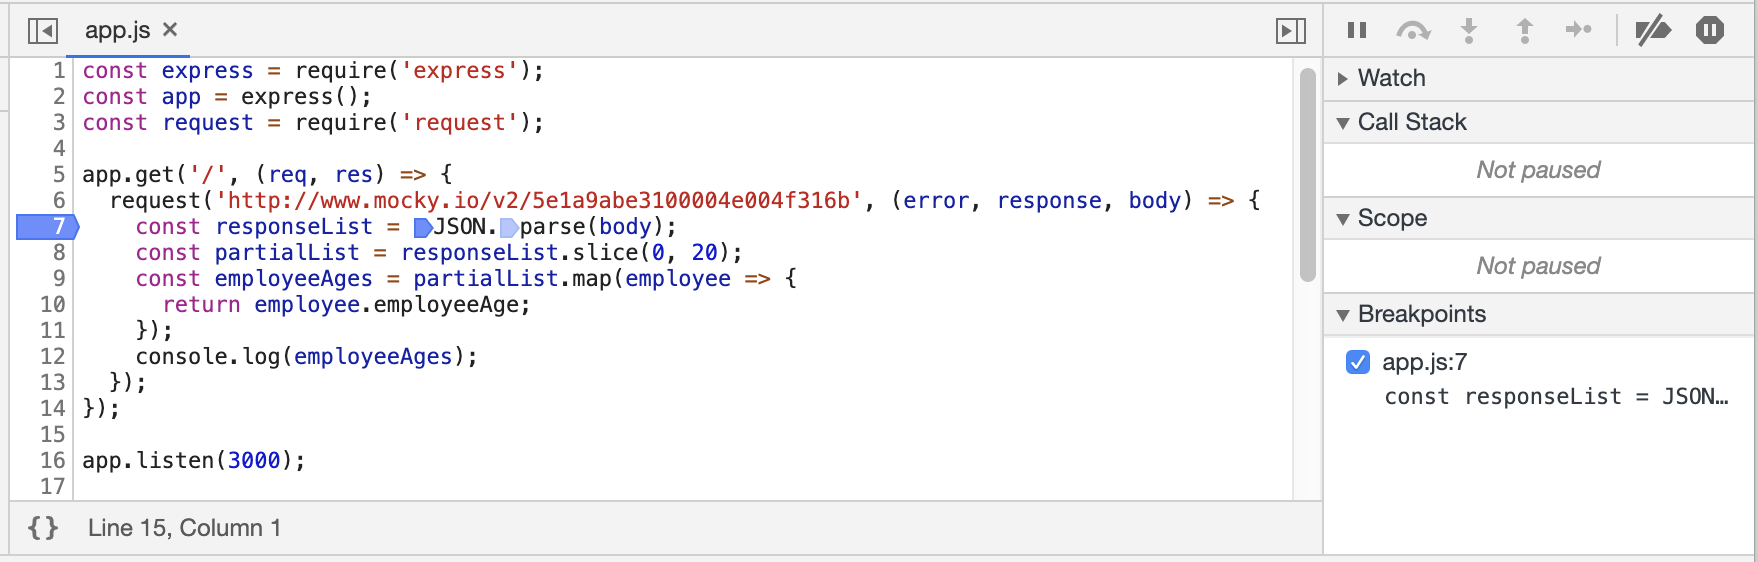 app.js ×
1 const express = require('express');
2 const app = express();
3 const request = require('request');
4
5 app.get('/', (req, res) => {
6 request('http://www.mocky.io/v2/5e1a9abe3100004e004f316b', (error, response, body) => {
7 const responseList = JSON.parse(body);
8 const partialList = responseList.slice(0, 20);
9 const employeeAges = partialList.map(employee => {
10 return employee.employeeAge;
11 });
12 console.log(employeeAges);
13 });
14 });
15
16 app.listen(3000);
17
{} Line 15, Column 1
Watch
Call Stack
Not paused
Scope
Not paused
Breakpoints
app.js:7
const responseList = JSON…